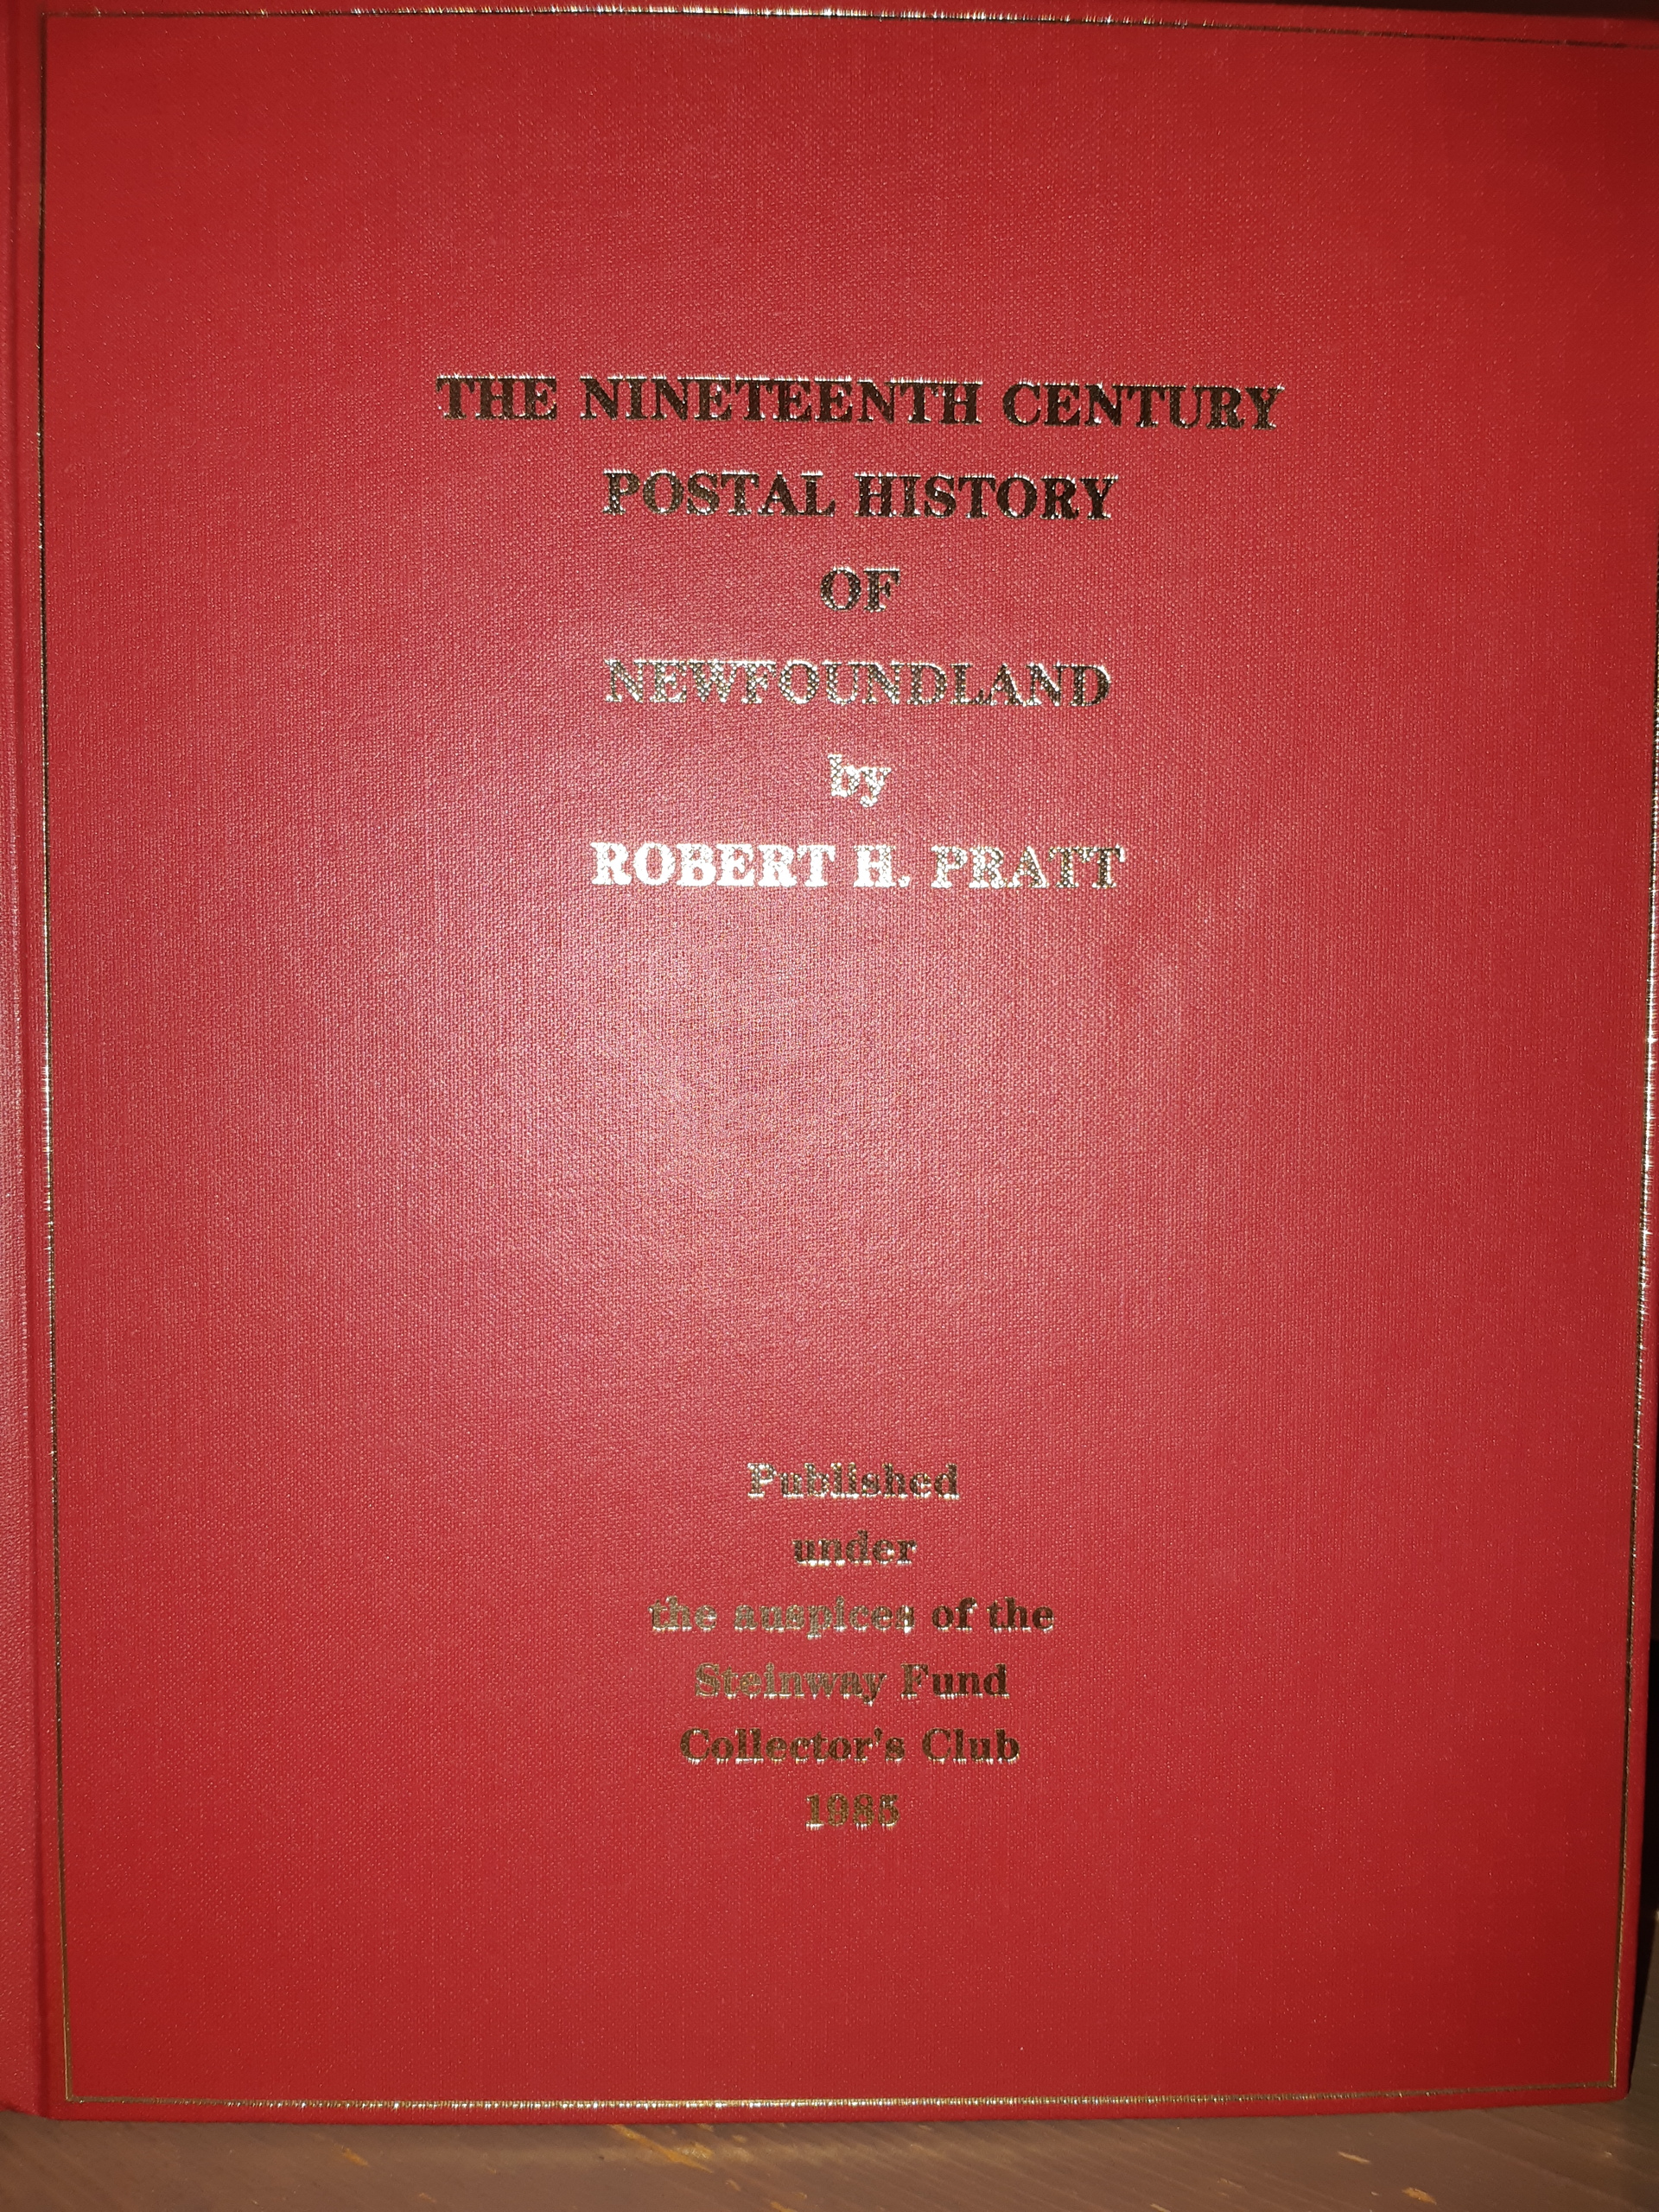 THE NINETEENTH CENTURY
POSTAL HISTORY
OF
NEWFOUNDLAND
by
ROBERT H. PRATT
Published
under
the auspices of the
Steinway Fund
Collector's Club
1985